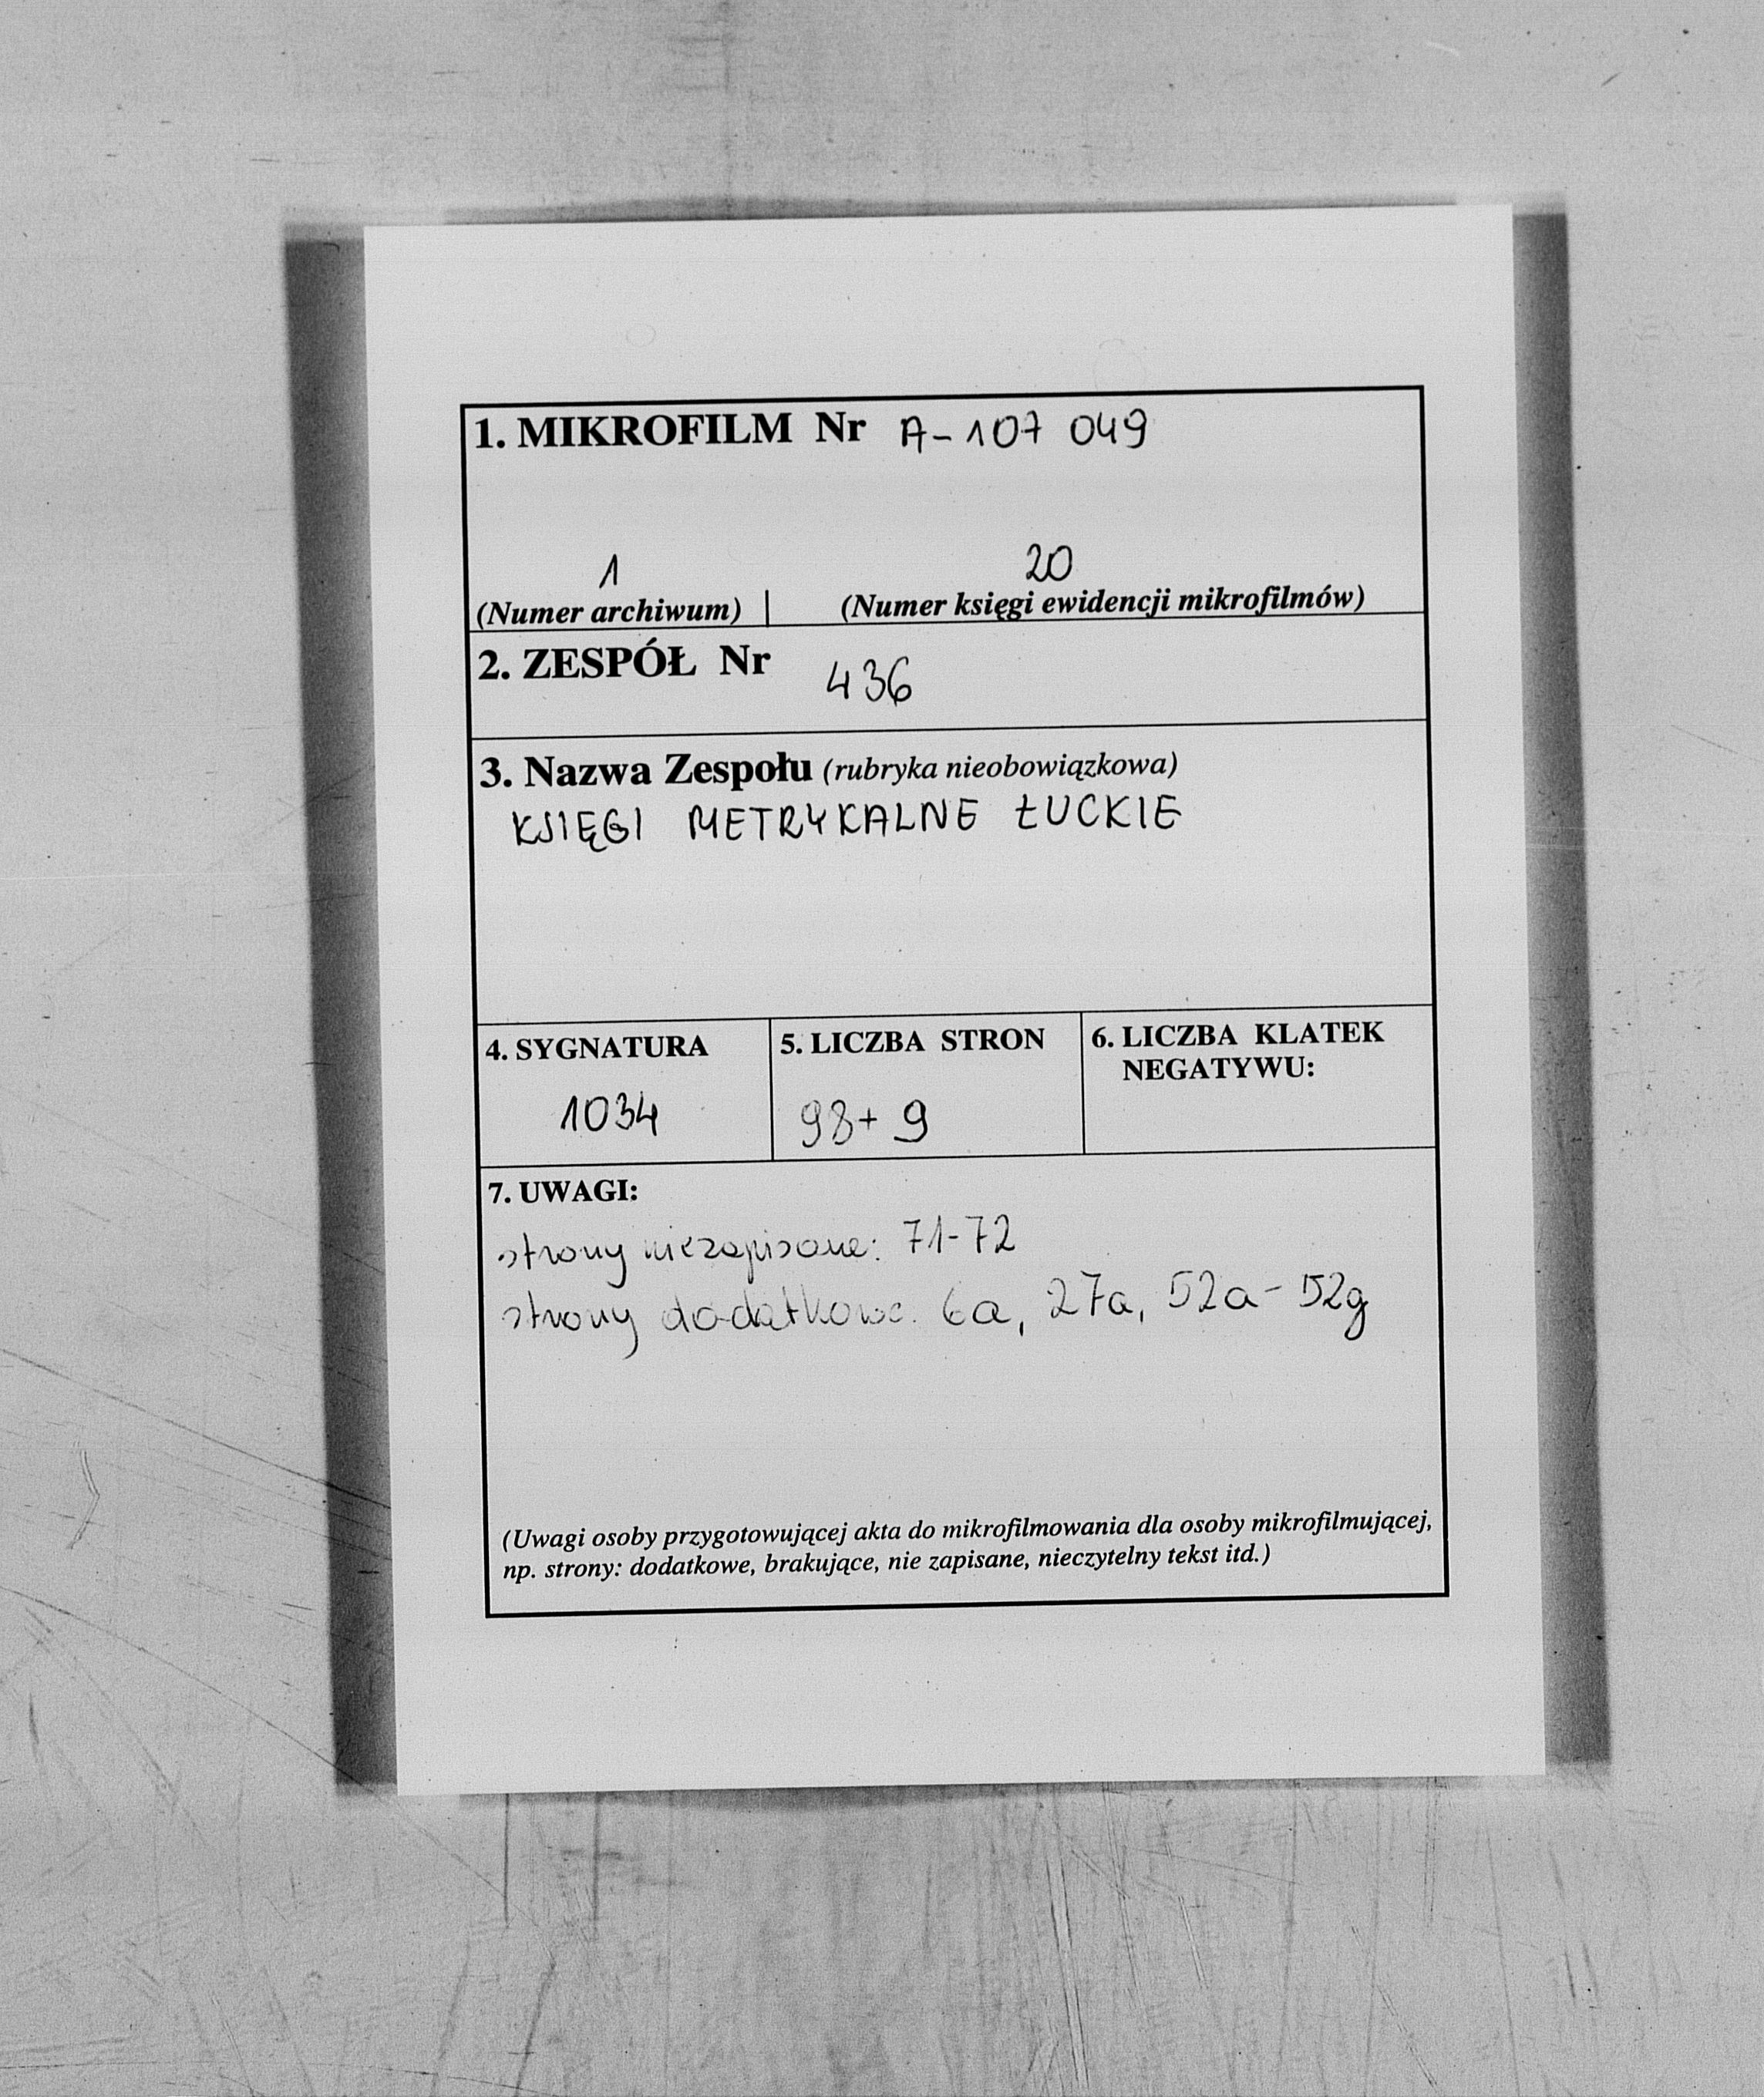 1. MIKROFILM Nr A-107 049
1 20
(Numer archiwum) | (Numer księgi ewidencji mikrofilmów)
2. ZESPÓŁ Nr 436
3. Nazwa Zespołu (rubryka nieobowiązkowa)
KSIĘGI METRYKALNE ŁUCKIE
4. SYGNATURA
1034
5. LICZBA STRON
98+ 9
6. LICZBA KLATEK
NEGATYWU:
7. UWAGI:
strony niezapisane: 71-72
strony dodatkowe: 6a, 27a, 52a-52g
(Uwagi osoby przygotowującej akta do mikrofilmowania dla osoby mikrofilmującej,
np. strony: dodatkowe, brakujące, nie zapisane, nieczytelny tekst itd.)